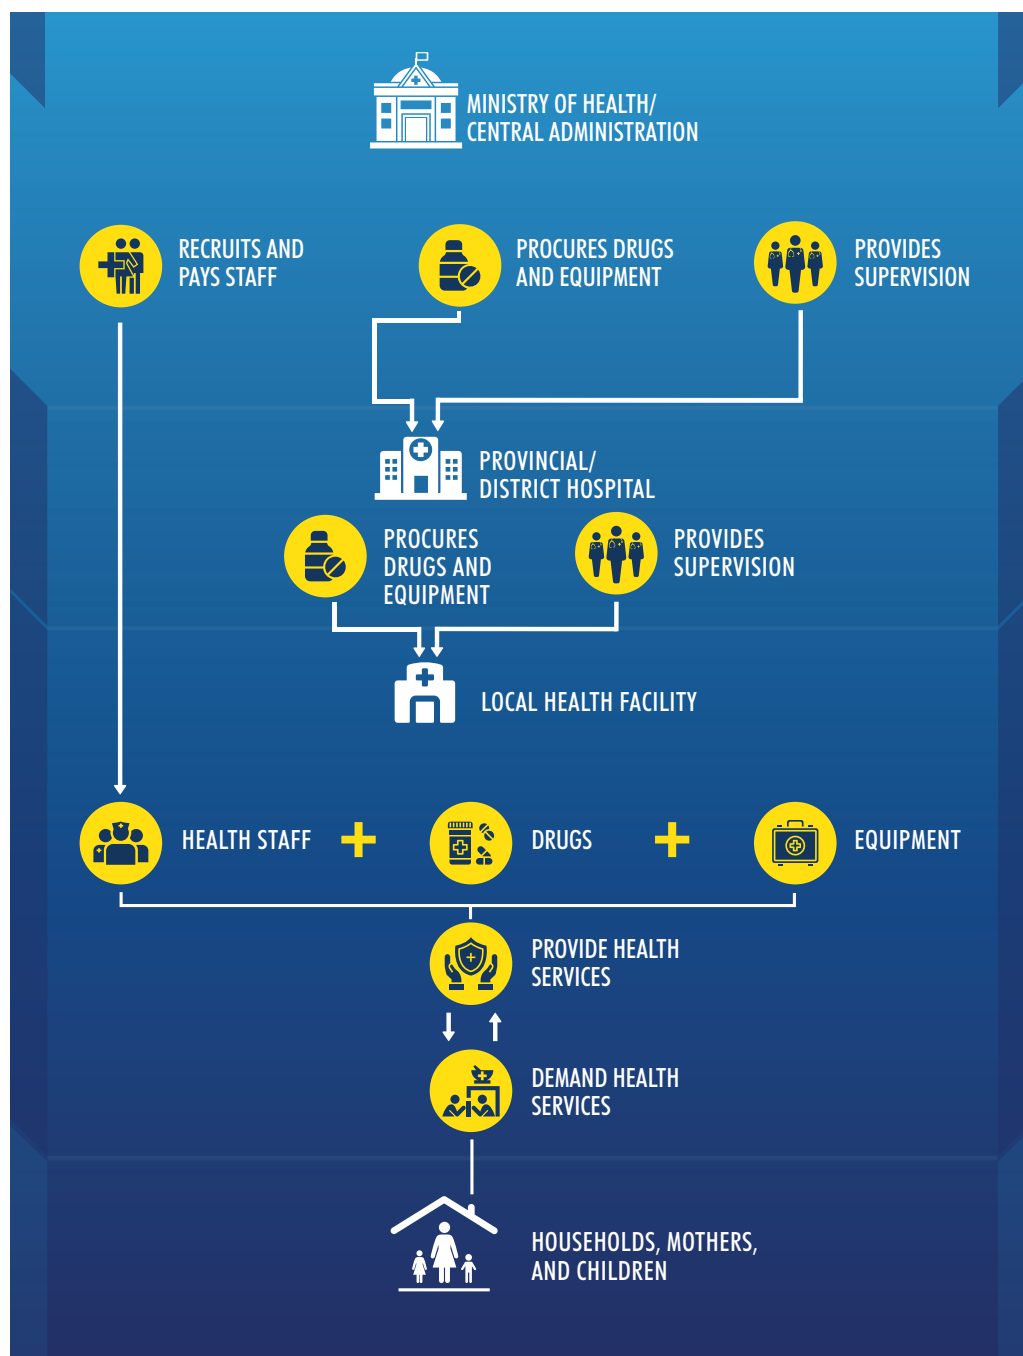 MINISTRY OF HEALTH/
CENTRAL ADMINISTRATION
RECRUITS AND
PAYS STAFF
PROCURES DRUGS
AND EQUIPMENT
PROVIDES
SUPERVISION
PROVINCIAL/
DISTRICT HOSPITAL
PROCURES
DRUGS AND
EQUIPMENT
PROVIDES
SUPERVISION
LOCAL HEALTH FACILITY
HEALTH STAFF
DRUGS
EQUIPMENT
PROVIDE HEALTH
SERVICES
DEMAND HEALTH
SERVICES
HOUSEHOLDS, MOTHERS,
AND CHILDREN